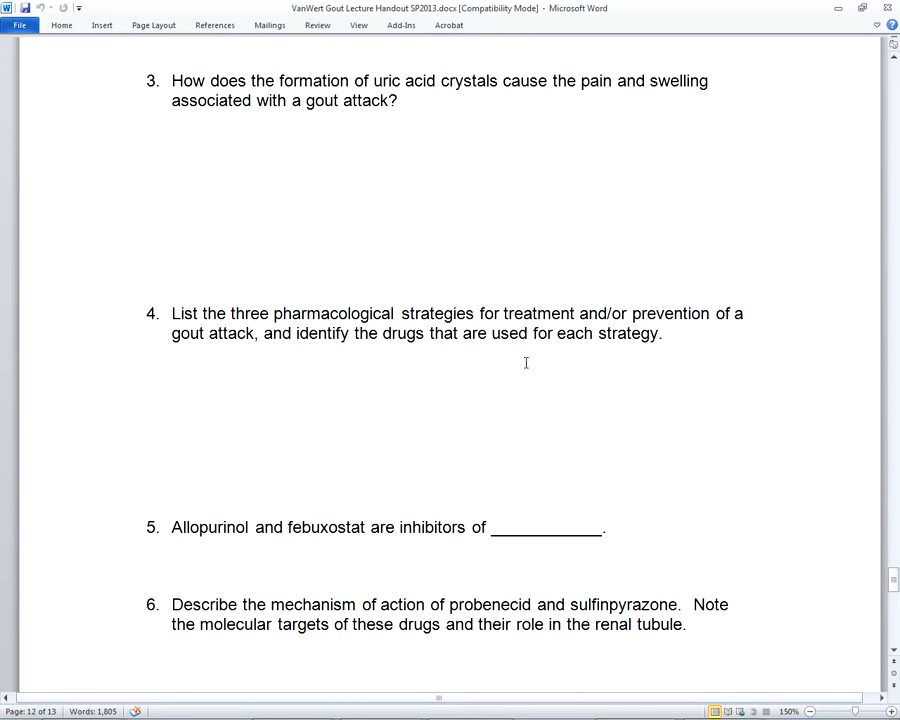 VanWert Gout Lecture Handout SP2013.docx [Compatibility Mode] - Microsoft Word
File Home Insert Page Layout References Mailings Review View Add-Ins Acrobat
3. How does the formation of uric acid crystals cause the pain and swelling
associated with a gout attack?
4. List the three pharmacological strategies for treatment and/or prevention of a
gout attack, and identify the drugs that are used for each strategy.
5. Allopurinol and febuxostat are inhibitors of ____________.
6. Describe the mechanism of action of probenecid and sulfinpyrazone. Note
the molecular targets of these drugs and their role in the renal tubule.
Page: 12 of 13 Words: 1,805 150%